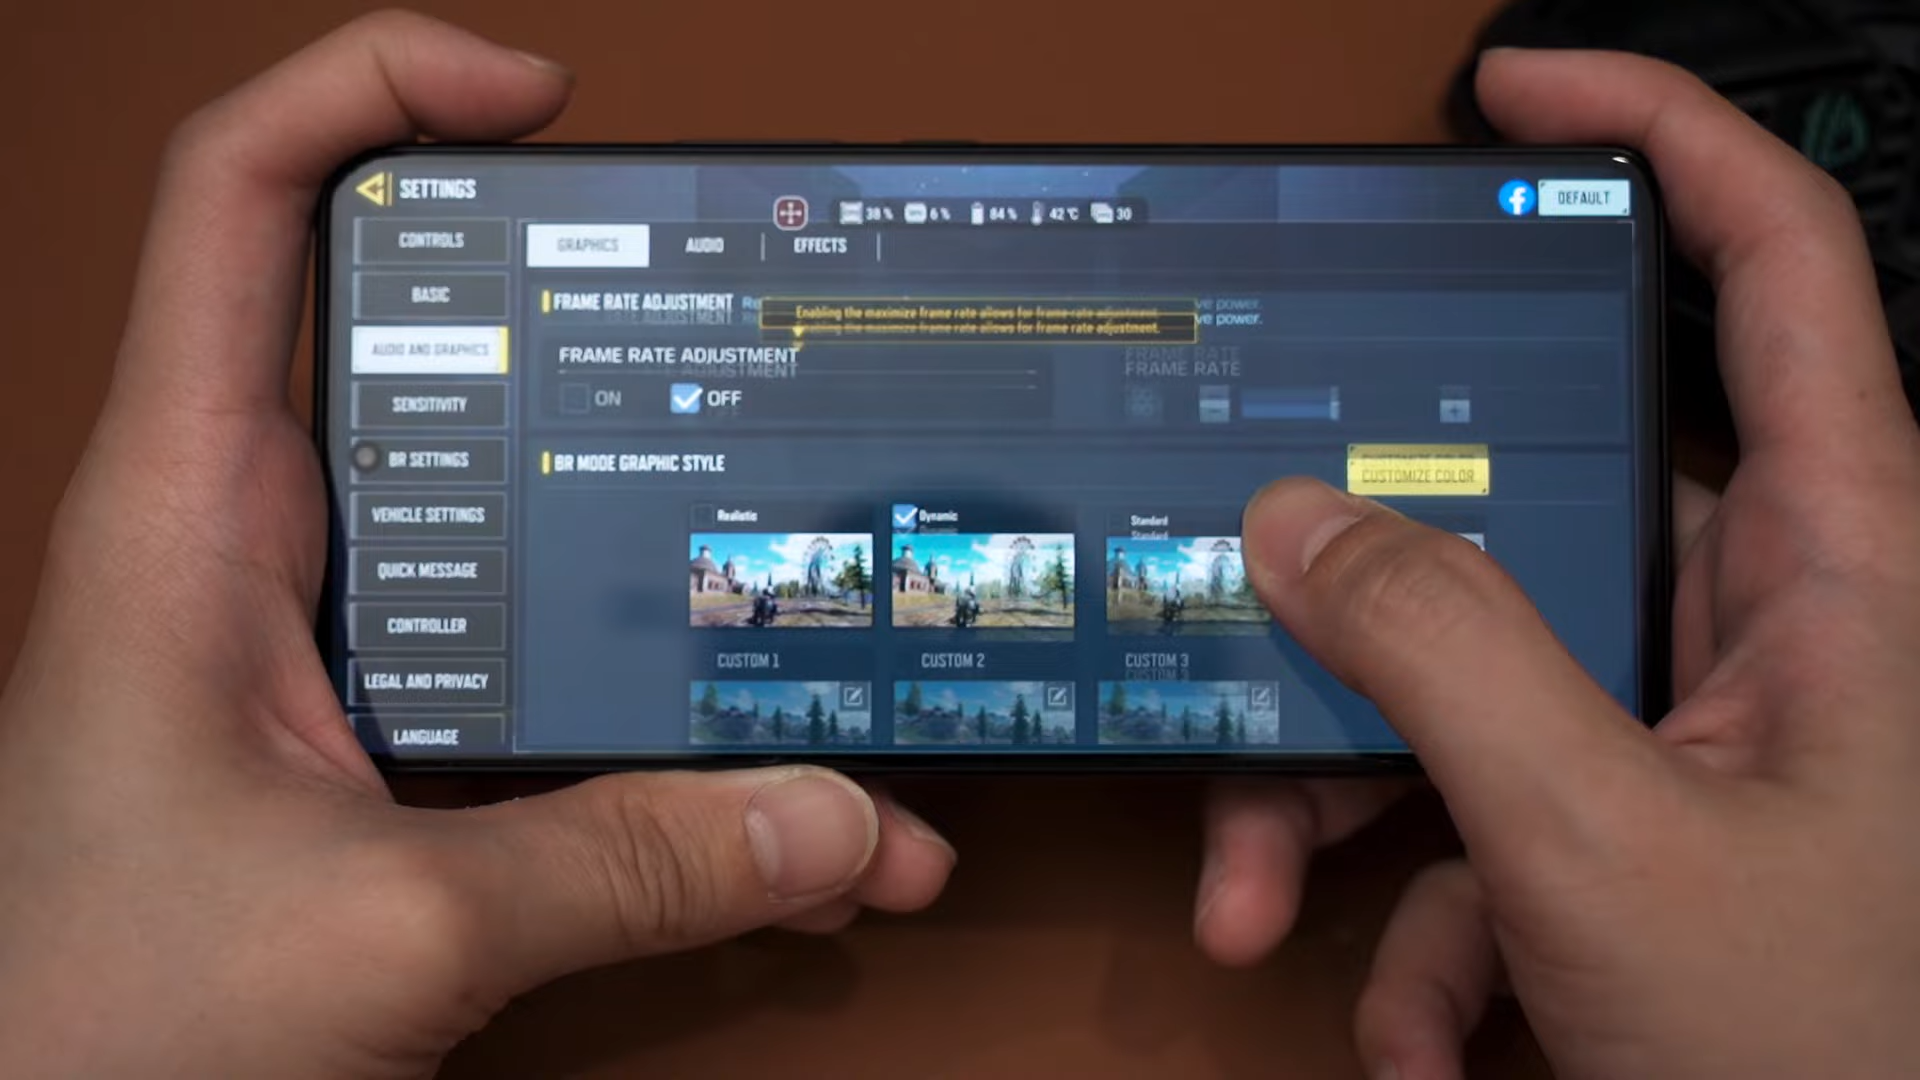 SETTINGS
DEFAULT
38 % 6 % 84 % 42 °C 30
CONTROLS
BASIC
AUDIO AND GRAPHICS
SENSITIVITY
BR SETTINGS
VEHICLE SETTINGS
QUICK MESSAGE
CONTROLLER
LEGAL AND PRIVACY
LANGUAGE
GRAPHICS AUDIO EFFECTS
FRAME RATE ADJUSTMENT
power.
Enabling the maximize frame rate allows for frame rate adjustment.
FRAME RATE ADJUSTMENT
ON OFF
FRAME RATE
BR MODE GRAPHIC STYLE
CUSTOMIZE COLOR
Realistic Dynamic Standard
CUSTOM 1 CUSTOM 2 CUSTOM 3